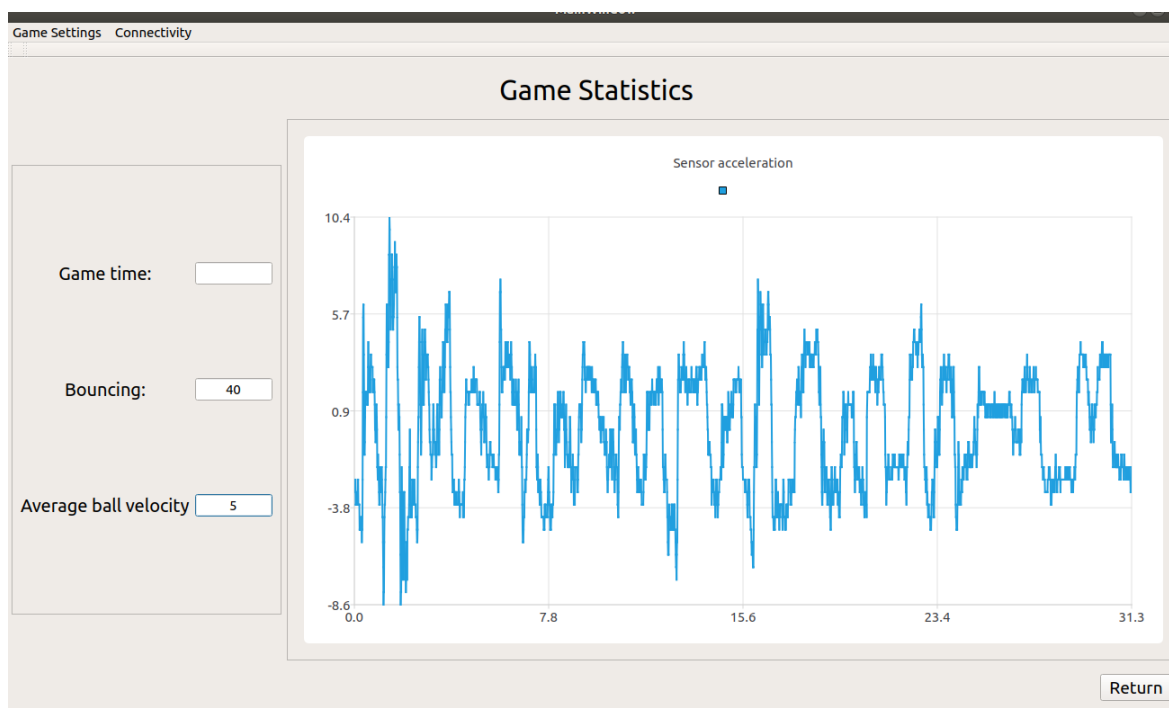 Game Settings Connectivity
Game Statistics
Game time:
Bouncing: 40
Average ball velocity 5
Sensor acceleration
10.4
5.7
0.9
-3.8
-8.6
0.0 7.8 15.6 23.4 31.3
Return